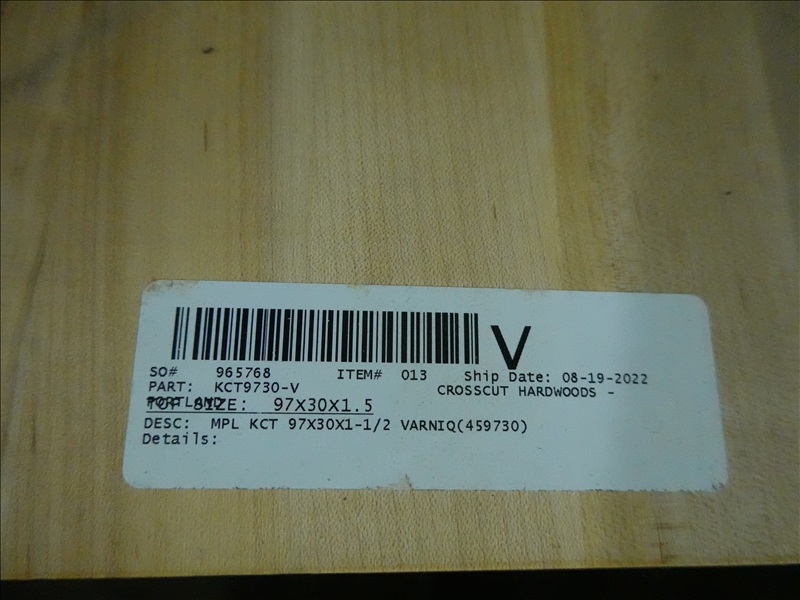 V
SO# 965768 ITEM# 013 Ship Date: 08-19-2022
PART: KCT9730-V CROSSCUT HARDWOODS -
PORTLAND
TOP SIZE: 97X30X1.5
DESC: MPL KCT 97X30X1-1/2 VARNIQ(459730)
Details: